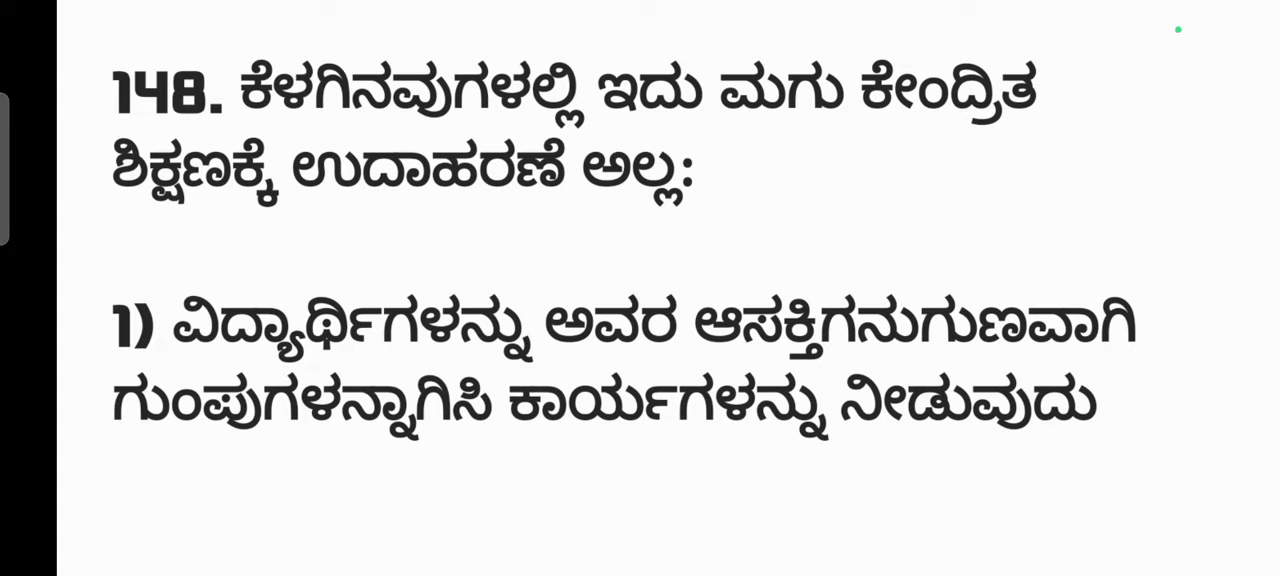 148. ಕೆಳಗಿನವುಗಳಲ್ಲಿ ಇದು ಮಗು ಕೇಂದ್ರಿತ
ಶಿಕ್ಷಣಕ್ಕೆ ಉದಾಹರಣೆ ಅಲ್ಲ:
1) ವಿದ್ಯಾರ್ಥಿಗಳನ್ನು ಅವರ ಆಸಕ್ತಿಗನುಗುಣವಾಗಿ
ಗುಂಪುಗಳನ್ನಾಗಿಸಿ ಕಾರ್ಯಗಳನ್ನು ನೀಡುವುದು